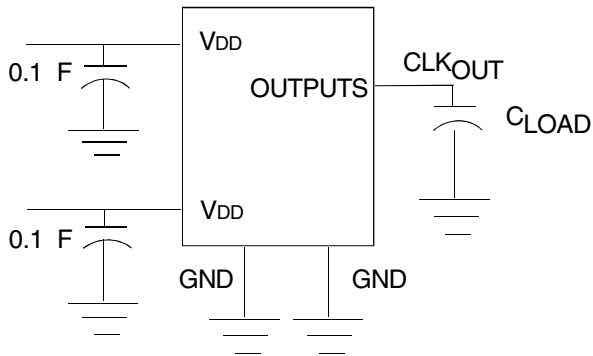 VDD
0.1 F
OUTPUTS
CLKOUT
CLOAD
VDD
0.1 F
GND
GND